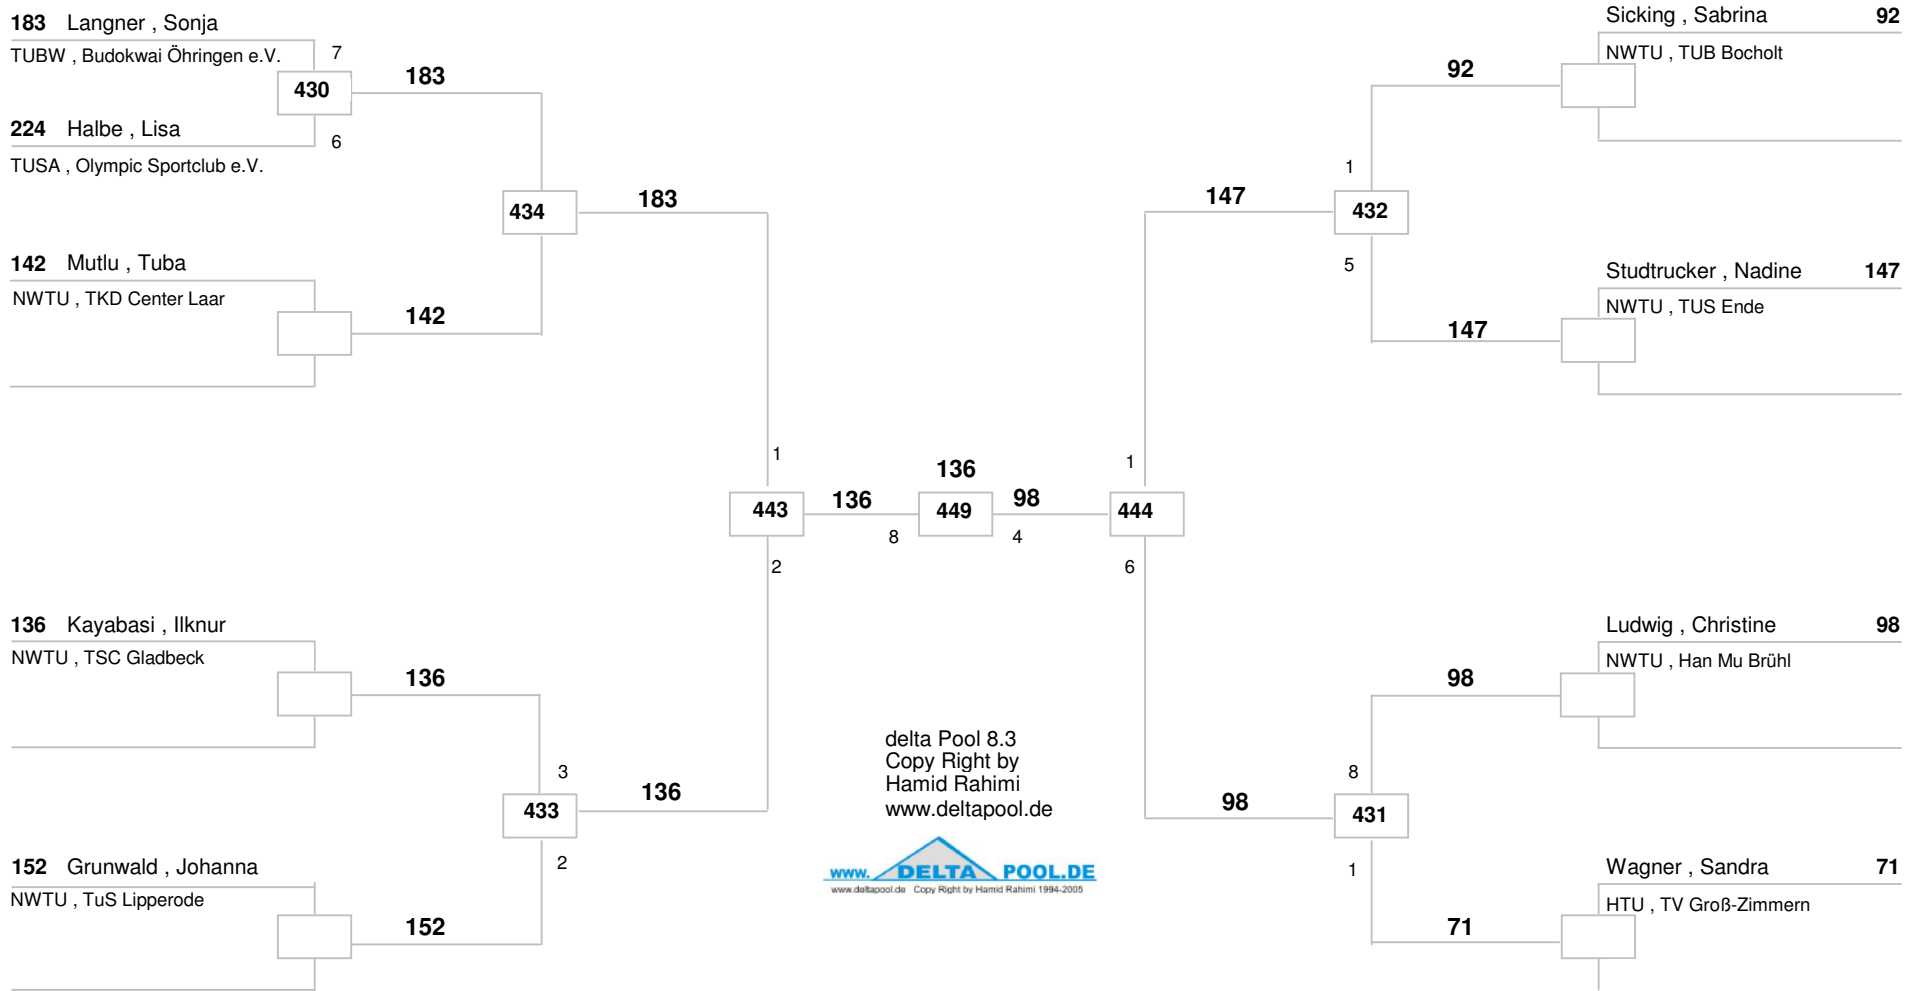 183 Langner , Sonja
TUBW , Budokwai Öhringen e.V.
7
430
183
224 Halbe , Lisa
6
TUSA , Olympic Sportclub e.V.
434
183
142 Mutlu , Tuba
NWTU , TKD Center Laar
142
1
443
136
8
2
136
449
98
4
136 Kayabasi , Ilknur
NWTU , TSC Gladbeck
136
3
433
136
2
152 Grunwald , Johanna
NWTU , TuS Lipperode
152
Sicking , Sabrina 92
NWTU , TUB Bocholt
92
1
147
432
5
Studtrucker , Nadine 147
NWTU , TUS Ende
147
1
444
6
Ludwig , Christine 98
NWTU , Han Mu Brühl
98
8
98
431
1
Wagner , Sandra 71
HTU , TV Groß-Zimmern
71
delta Pool 8.3
Copy Right by
Hamid Rahimi
www.deltapool.de
www. DELTA POOL.DE
www.deltapool.de Copy Right by Hamid Rahimi 1994-2005